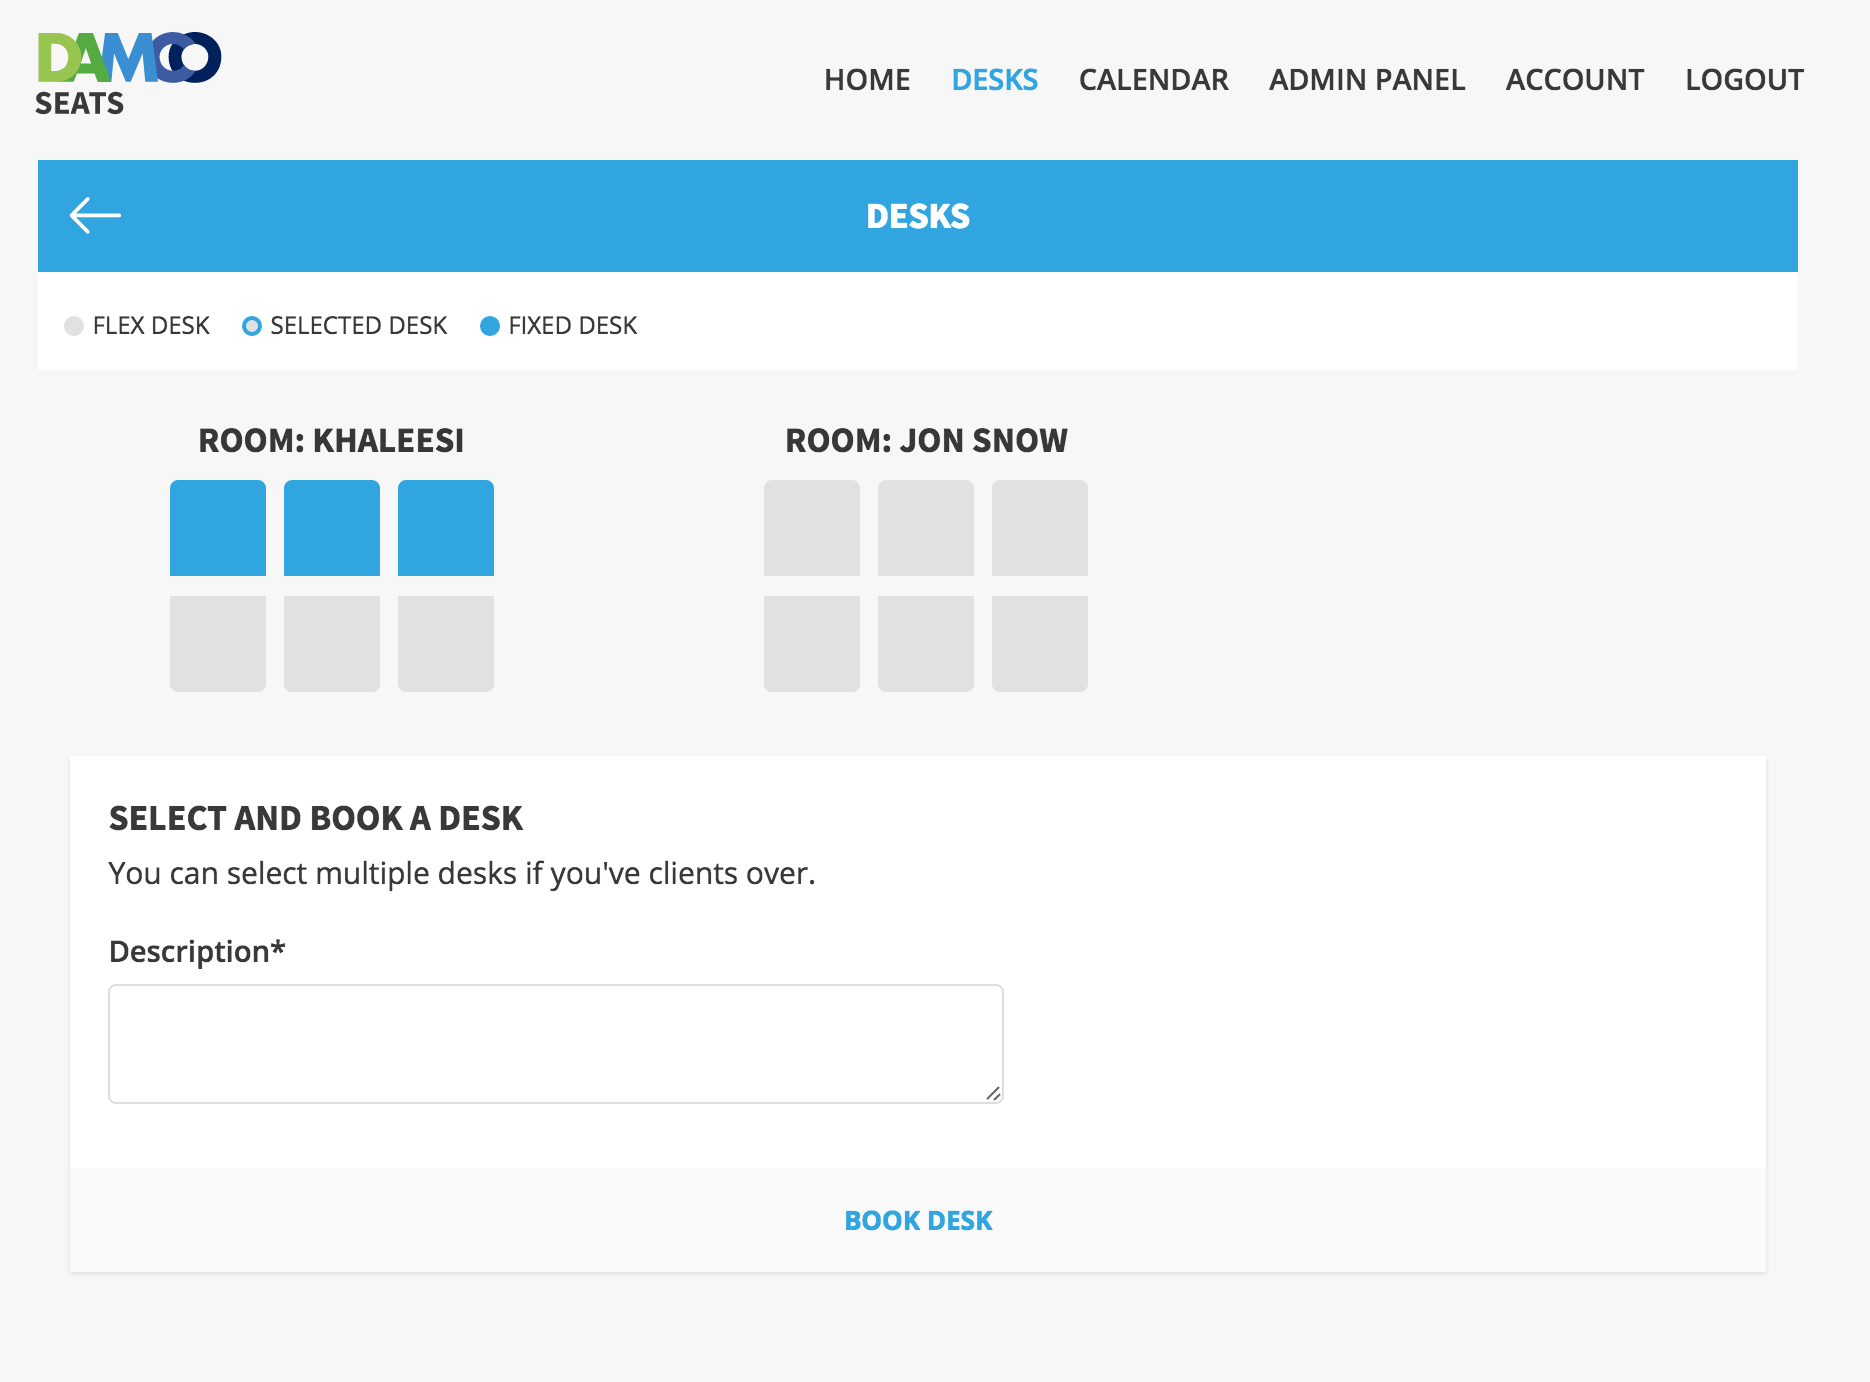 DAMCO
SEATS
HOME DESKS CALENDAR ADMIN PANEL ACCOUNT LOGOUT
DESKS
FLEX DESK SELECTED DESK FIXED DESK
ROOM: KHALEESI ROOM: JON SNOW
SELECT AND BOOK A DESK
You can select multiple desks if you've clients over.
Description*
BOOK DESK